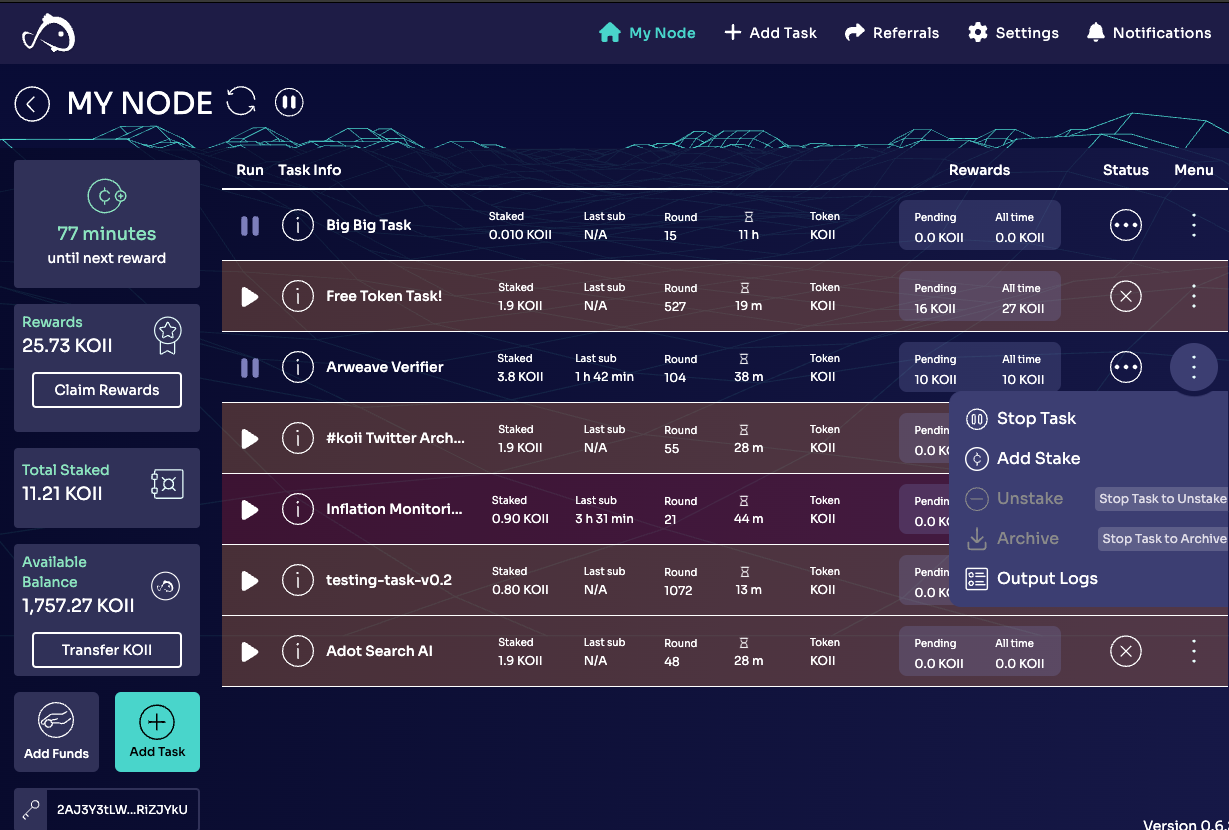 My Node
Add Task
Referrals
Settings
Notifications
MY NODE
77 minutes
until next reward
Rewards
25.73 KOII
Claim Rewards
Total Staked
11.21 KOII
Available
Balance
1,757.27 KOII
Transfer KOII
Add Funds
Add Task
2AJ3Y3tLW...RiZJYkU
Run Task Info Rewards Status Menu
Staked Last sub Round Token Pending All time
Big Big Task 0.010 KOII N/A 15 11 h KOII 0.0 KOII 0.0 KOII
Staked Last sub Round Token Pending All time
Free Token Task! 1.9 KOII N/A 527 19 m KOII 16 KOII 27 KOII
Staked Last sub Round Token Pending All time
Arweave Verifier 3.8 KOII 1 h 42 min 104 38 m KOII 10 KOII 10 KOII
Staked Last sub Round Token
#koii Twitter Arch... 1.9 KOII N/A 55 28 m KOII 0.0
Staked Last sub Round Token
Inflation Monitori... 0.90 KOII 3 h 31 min 21 44 m KOII 0.0
Staked Last sub Round Token
testing-task-v0.2 0.80 KOII N/A 1072 13 m KOII 0.0
Staked Last sub Round Token Pending All time
Adot Search AI 1.9 KOII N/A 48 28 m KOII 0.0 KOII 0.0 KOII
Stop Task
Add Stake
Unstake Stop Task to Unstake
Archive Stop Task to Archive
Output Logs
Version 0.6